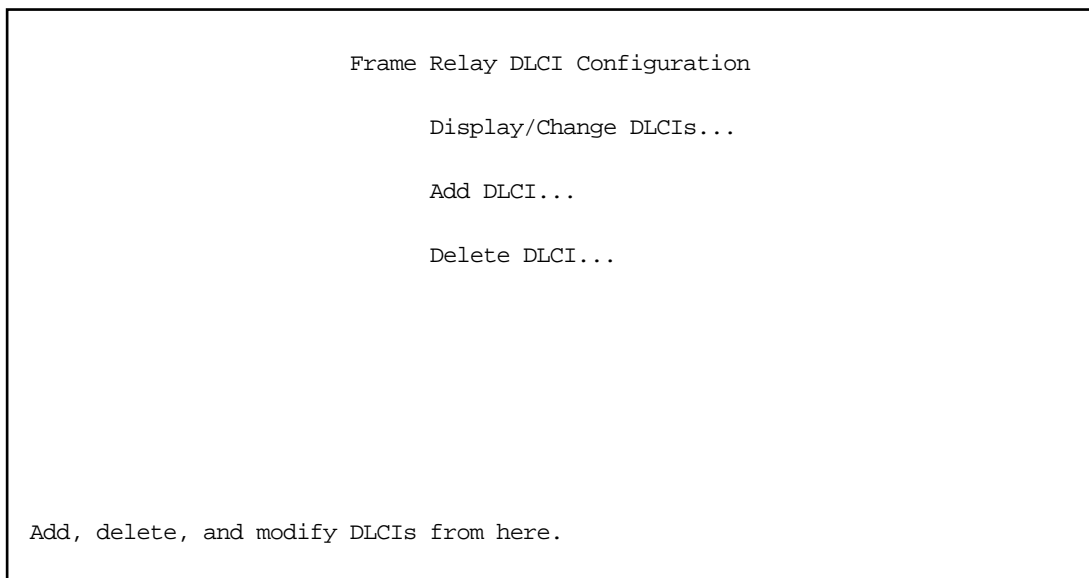 Frame Relay DLCI Configuration
Display/Change DLCIs...
Add DLCI...
Delete DLCI...
Add, delete, and modify DLCIs from here.